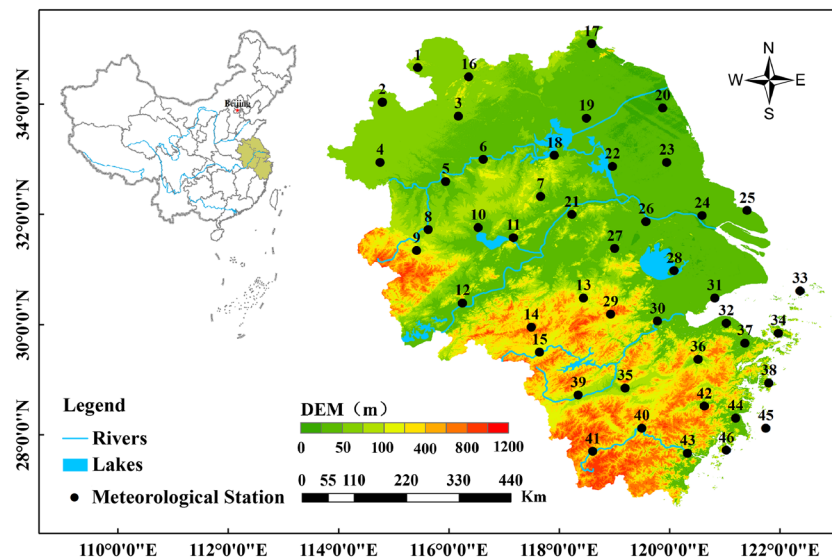 17
1
16
2
3
19
20
34°0'0"N
4
6
18
5
22
23
7
21
25
24
26
32°0'0"N
8
10
11
9
27
28
12
13
29
31
33
30
32
34
30°0'0"N
14
15
37
36
38
39
35
42
44
45
40
46
41
43
28°0'0"N
N
W
E
S
Beijing
Legend
Rivers
Lakes
Meteorological Station
DEM（m）
0 50 100 400 800 1200
0 55 110 220 330 440
Km
110°0'0"E 112°0'0"E 114°0'0"E 116°0'0"E 118°0'0"E 120°0'0"E 122°0'0"E